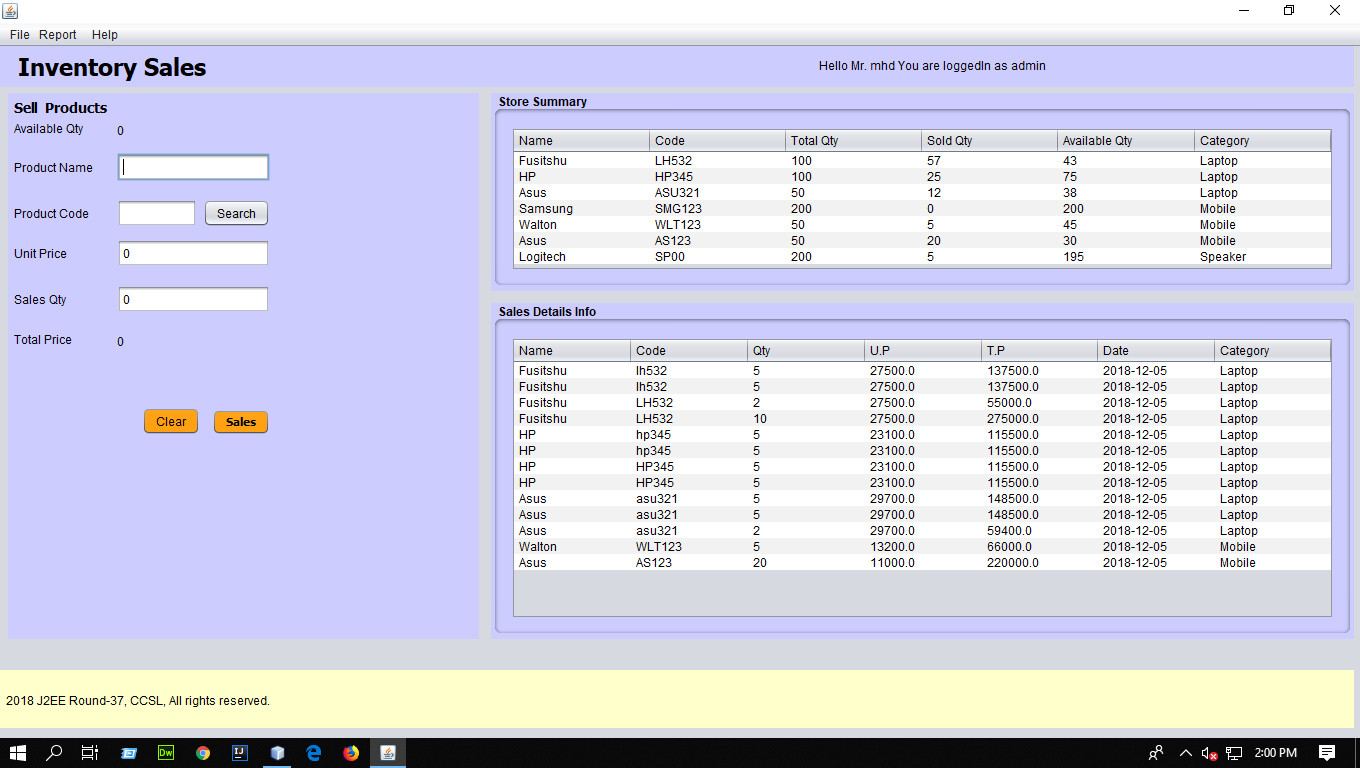 File Report Help
Inventory Sales
Hello Mr. mhd You are loggedIn as admin
Sell Products
Available Qty 0
Product Name
Product Code Search
Unit Price 0
Sales Qty 0
Total Price 0
Clear Sales
Store Summary
Name Code Total Qty Sold Qty Available Qty Category
Fusitshu LH532 100 57 43 Laptop
HP HP345 100 25 75 Laptop
Asus ASU321 50 12 38 Laptop
Samsung SMG123 200 0 200 Mobile
Walton WLT123 50 5 45 Mobile
Asus AS123 50 20 30 Mobile
Logitech SP00 200 5 195 Speaker
Sales Details Info
Name Code Qty U.P T.P Date Category
Fusitshu lh532 5 27500.0 137500.0 2018-12-05 Laptop
Fusitshu lh532 5 27500.0 137500.0 2018-12-05 Laptop
Fusitshu LH532 2 27500.0 55000.0 2018-12-05 Laptop
Fusitshu LH532 10 27500.0 275000.0 2018-12-05 Laptop
HP hp345 5 23100.0 115500.0 2018-12-05 Laptop
HP hp345 5 23100.0 115500.0 2018-12-05 Laptop
HP HP345 5 23100.0 115500.0 2018-12-05 Laptop
HP HP345 5 23100.0 115500.0 2018-12-05 Laptop
Asus asu321 5 29700.0 148500.0 2018-12-05 Laptop
Asus asu321 5 29700.0 148500.0 2018-12-05 Laptop
Asus asu321 2 29700.0 59400.0 2018-12-05 Laptop
Walton WLT123 5 13200.0 66000.0 2018-12-05 Mobile
Asus AS123 20 11000.0 220000.0 2018-12-05 Mobile
2018 J2EE Round-37, CCSL, All rights reserved.
Dw IJ 2:00 PM